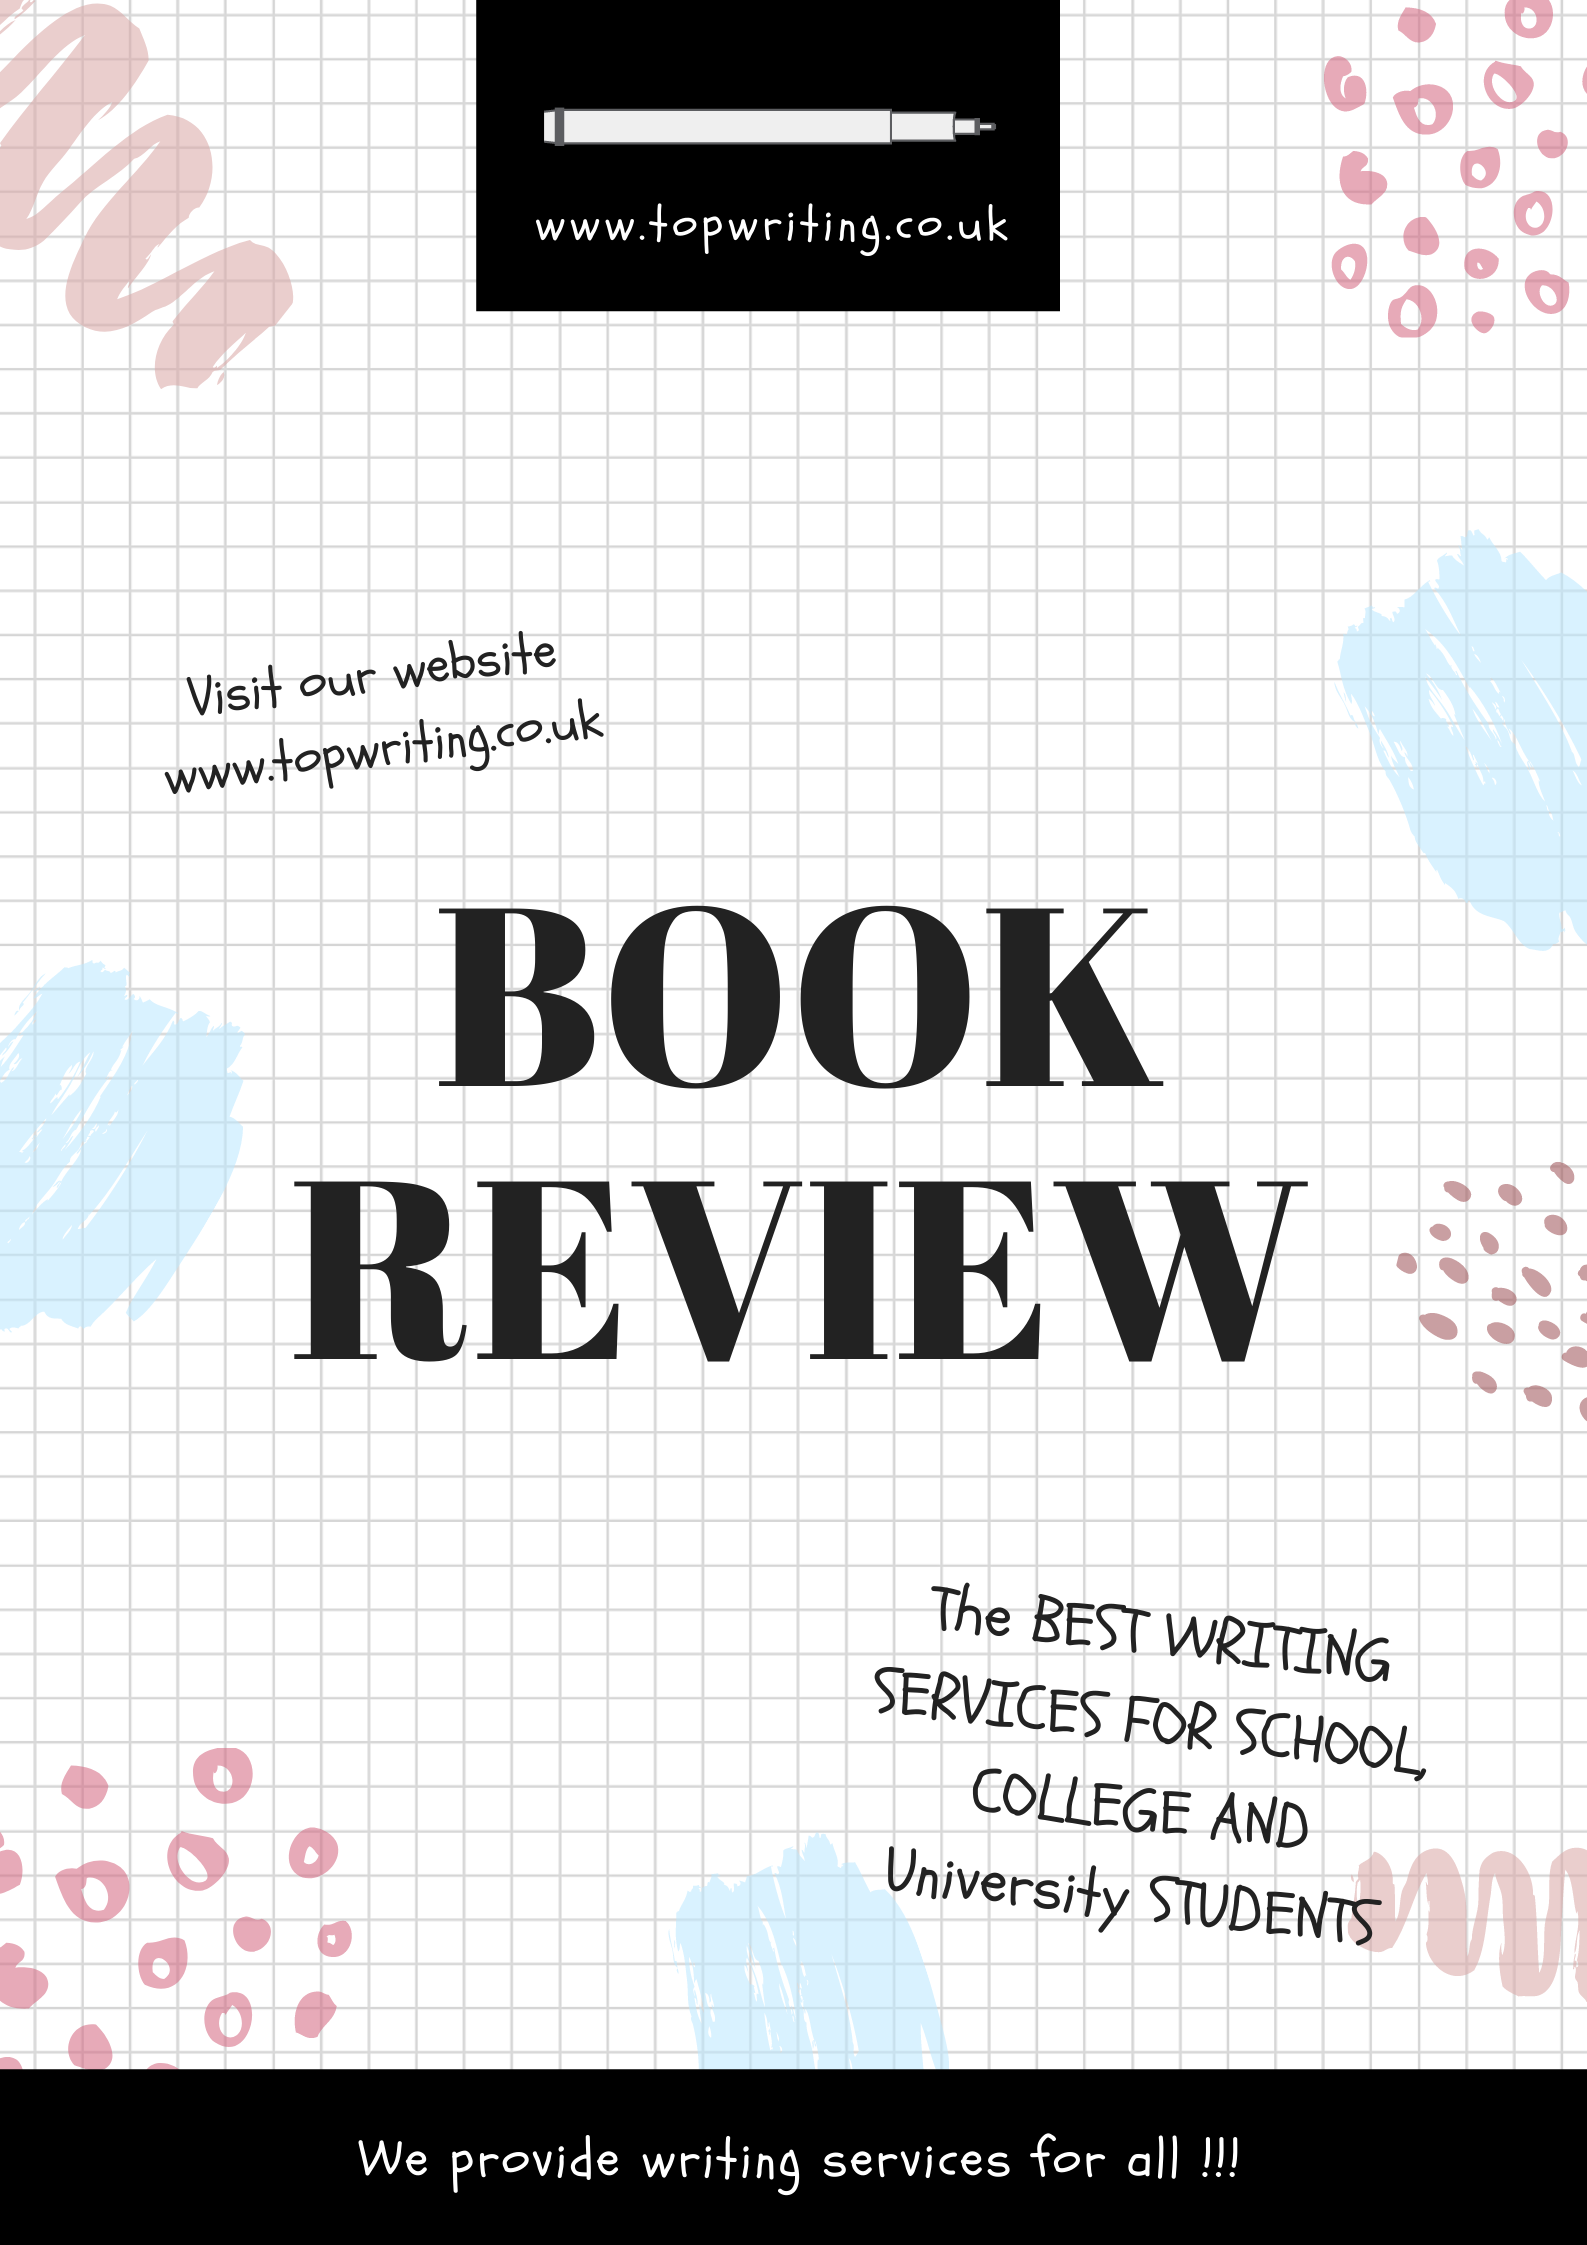 www.topwriting.co.uk
Visit our website
www.topwriting.co.uk
BOOK
REVIEW
The BEST WRITING
SERVICES FOR SCHOOL,
COLLEGE AND
University STUDENTS
We provide writing services for all !!!